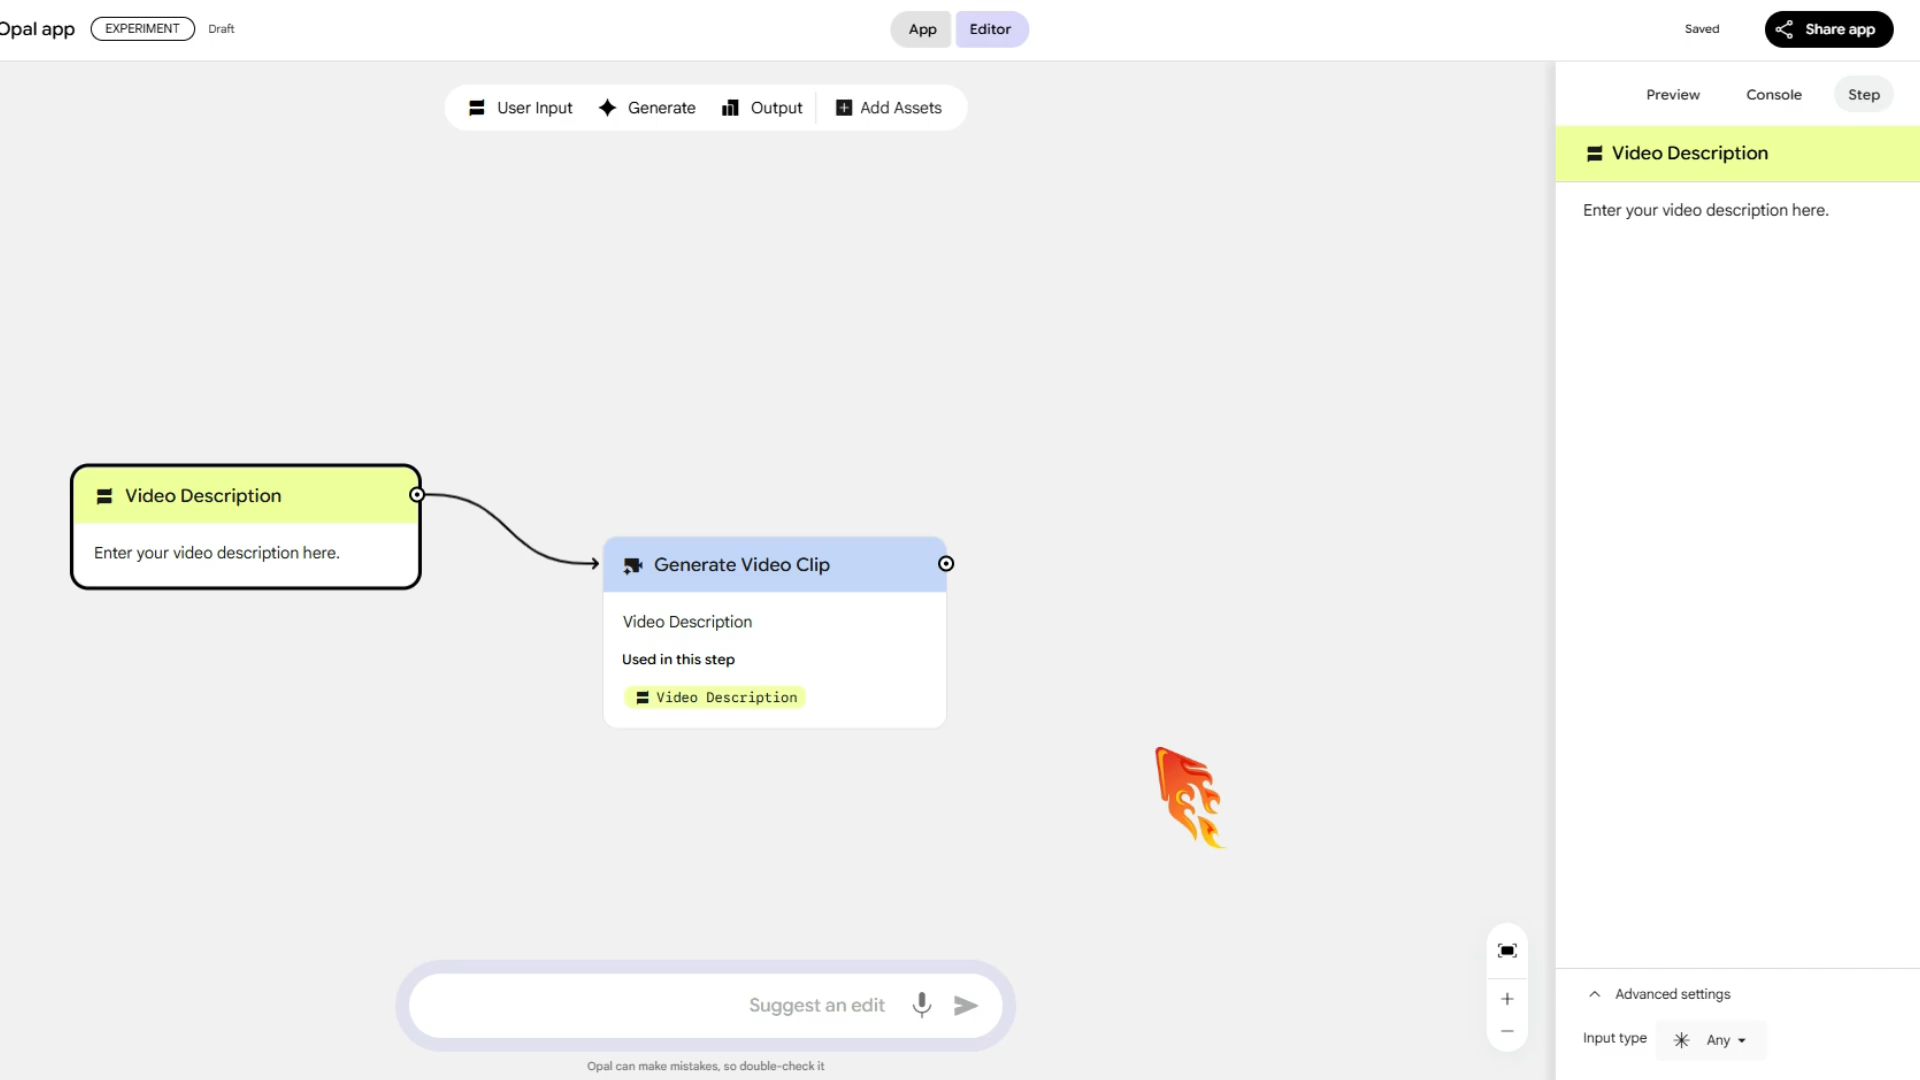 Opal app
EXPERIMENT
Draft
App
Editor
Saved
Share app
User Input
Generate
Output
Add Assets
Preview
Console
Step
Video Description
Enter your video description here.
Video Description
Enter your video description here.
Generate Video Clip
Video Description
Used in this step
Video Description
Suggest an edit
Opal can make mistakes, so double-check it
Advanced settings
Input type
Any